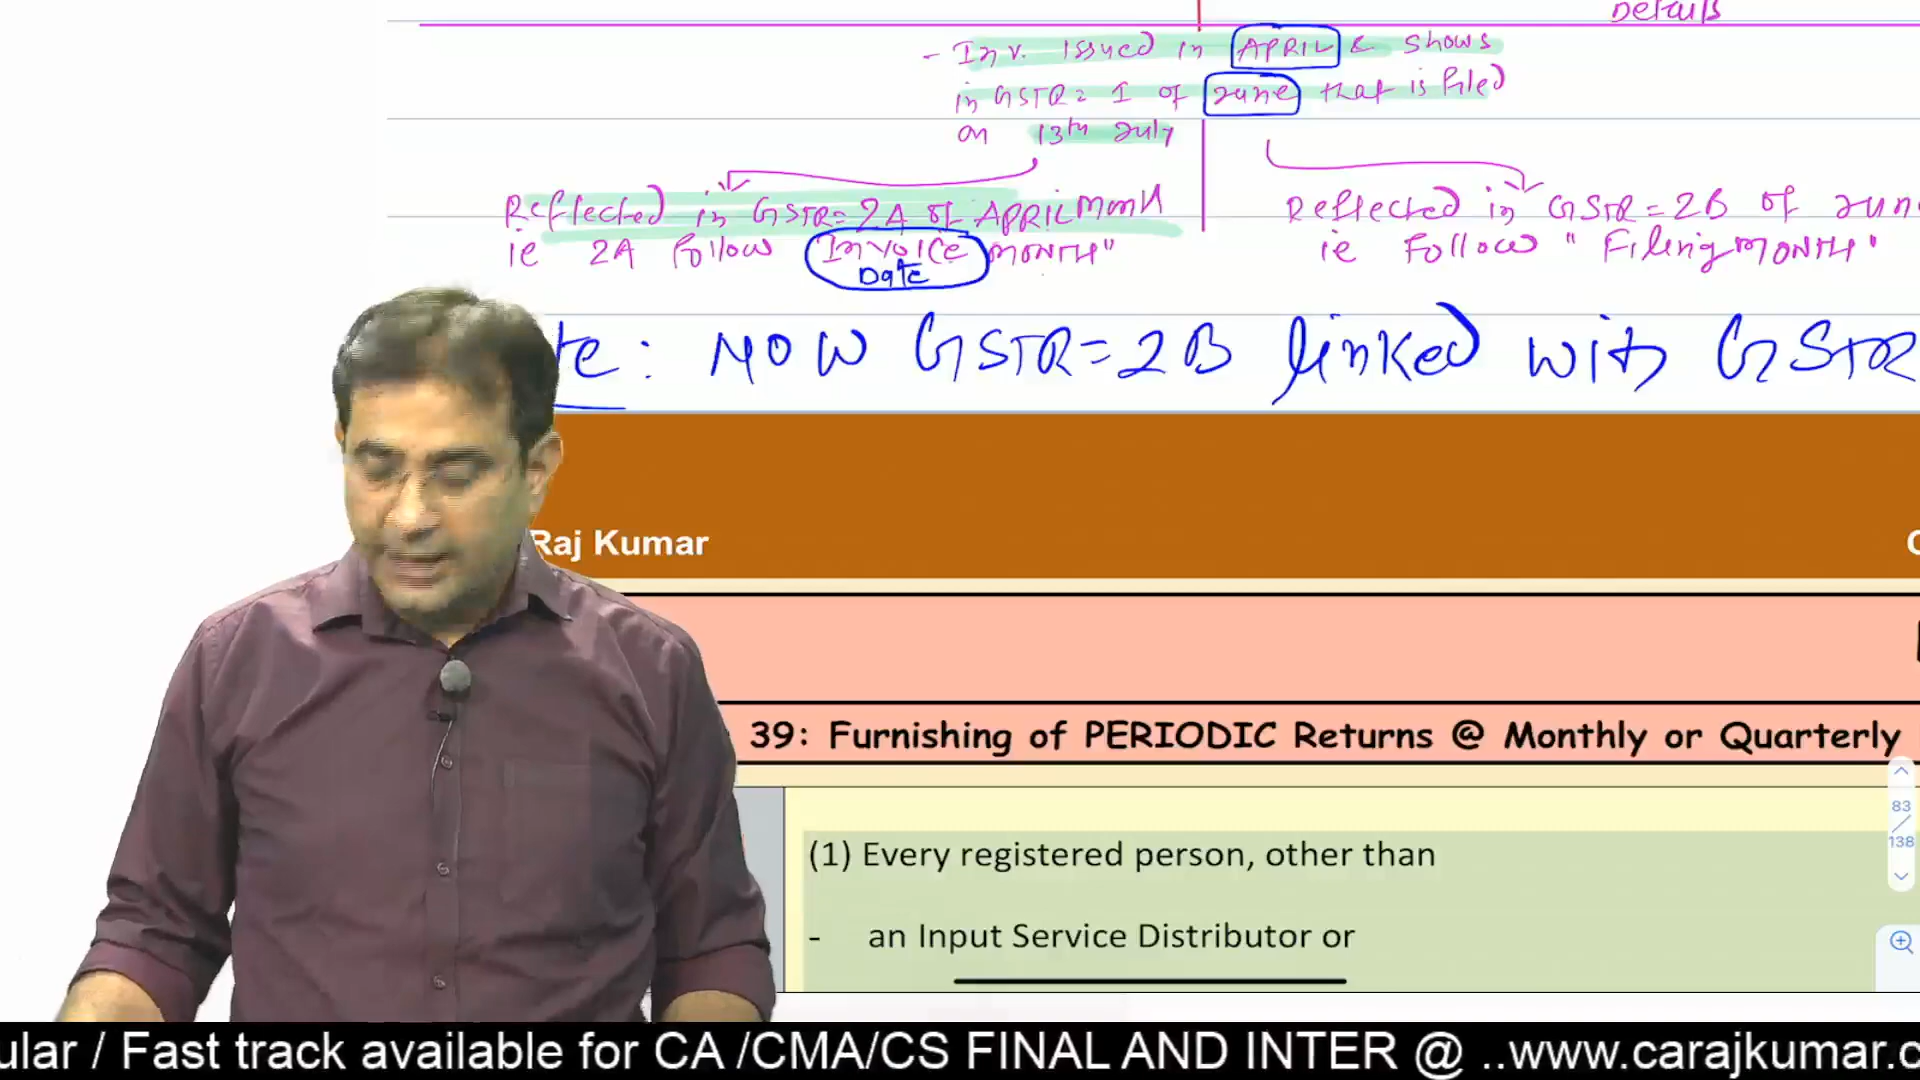 Details
- Inv. issued in APRIL & shows
in GSTR=1 of June that is filed
on 13th July
Reflected in GSTR=2A of APRIL MONTH
ie 2A follow Invoice MONTH"
Date
Reflected in GSTR=2B of June
ie Follow "Filing MONTH"
te: NOW GSTR=2B linked with GSTR
Raj Kumar
39: Furnishing of PERIODIC Returns @ Monthly or Quarterly
(1) Every registered person, other than
- an Input Service Distributor or
83
138
ular / Fast track available for CA /CMA/CS FINAL AND INTER @ ..www.carajkumar.c